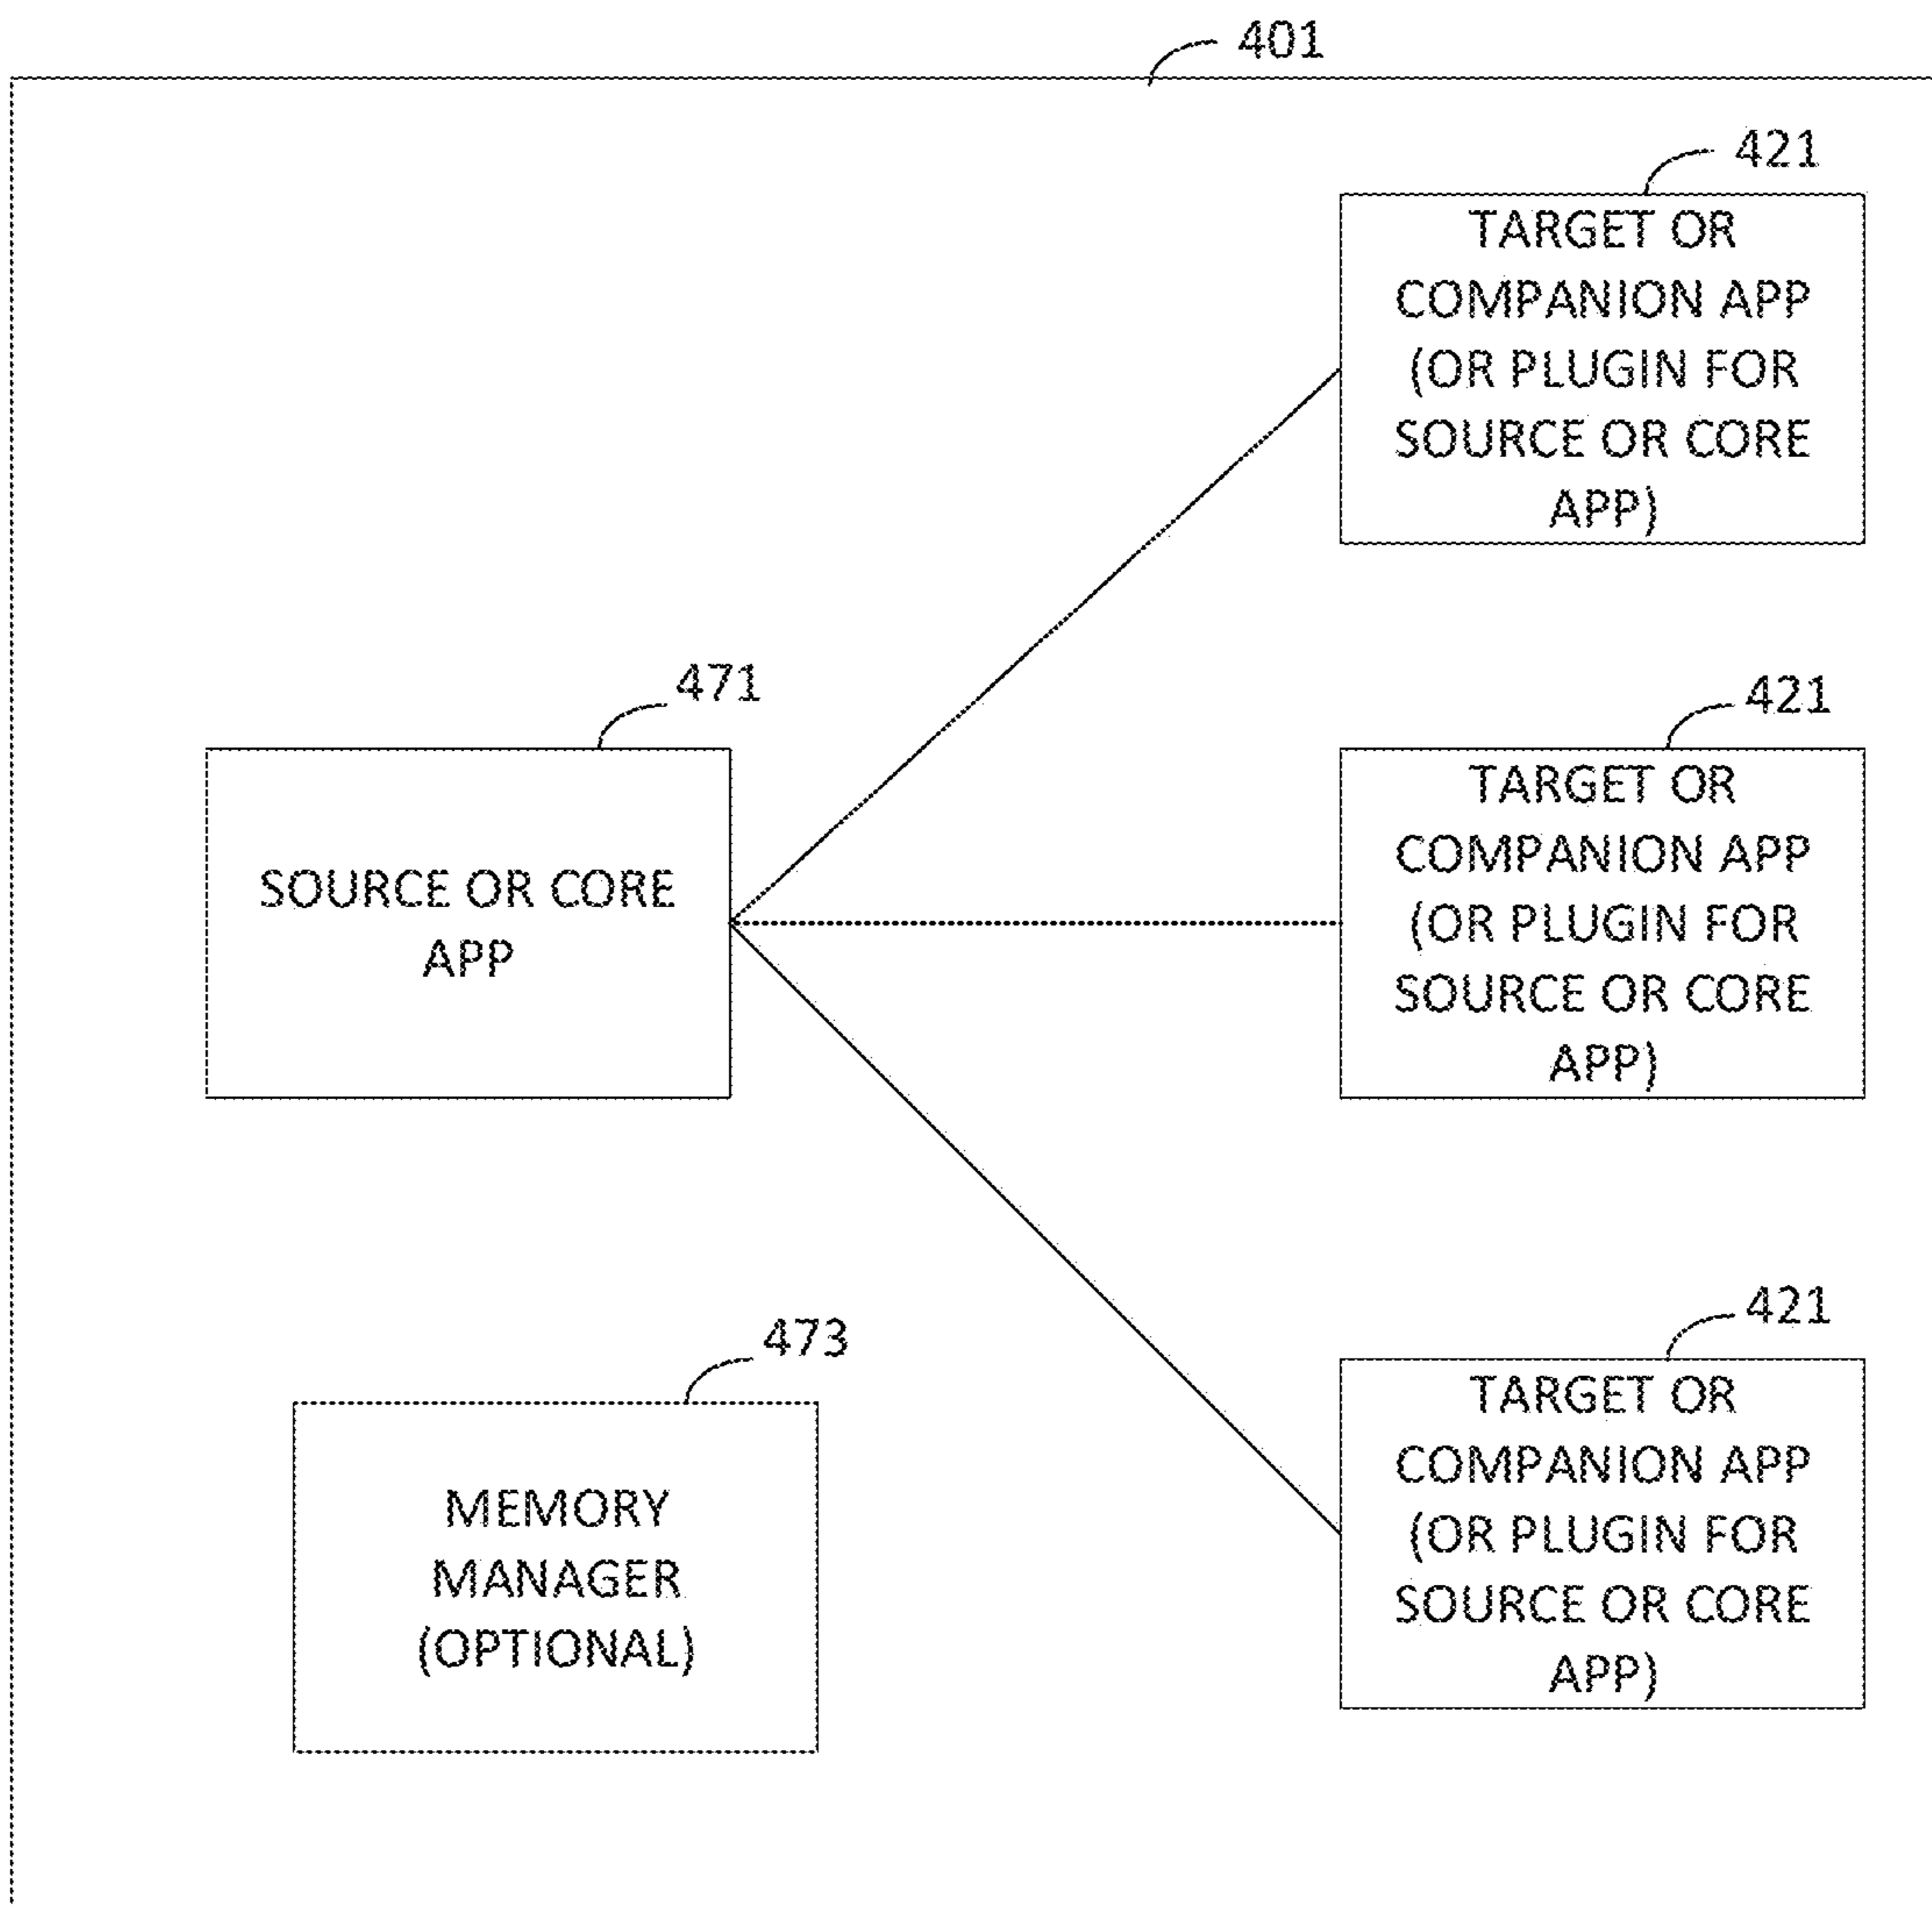 401
421
TARGET OR
COMPANION APP
(OR PLUGIN FOR
SOURCE OR CORE
APP)
471
SOURCE OR CORE
APP
421
TARGET OR
COMPANION APP
(OR PLUGIN FOR
SOURCE OR CORE
APP)
473
MEMORY
MANAGER
(OPTIONAL)
421
TARGET OR
COMPANION APP
(OR PLUGIN FOR
SOURCE OR CORE
APP)